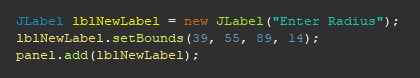 JLabel lblNewLabel = new JLabel("Enter Radius");
lblNewLabel.setBounds(39, 55, 89, 14);
panel.add(lblNewLabel);